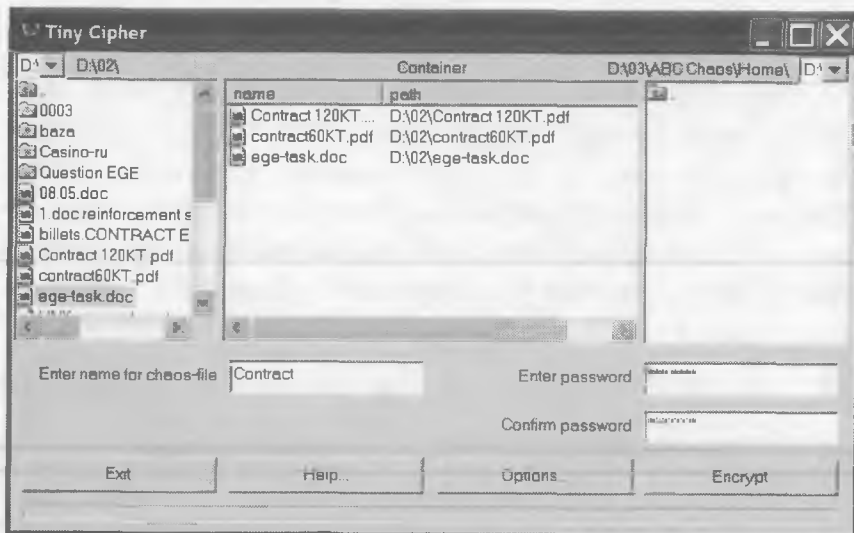 Tiny Cipher
D:\ D:\02\ Container D:\03\ABC Chaos\Home\ D:\
name path
..
0003
baza
Casino-ru
Question EGE
08.05.doc
1.doc reinforcement s
billets.CONTRACT E
Contract 120KT.pdf
contract60KT.pdf
ege-task.doc
Contract 120KT.... D:\02\Contract 120KT.pdf
contract60KT.pdf D:\02\contract60KT.pdf
ege-task.doc D:\02\ege-task.doc
Enter name for chaos-file Contract Enter password
Confirm password
Exit Help... Options... Encrypt